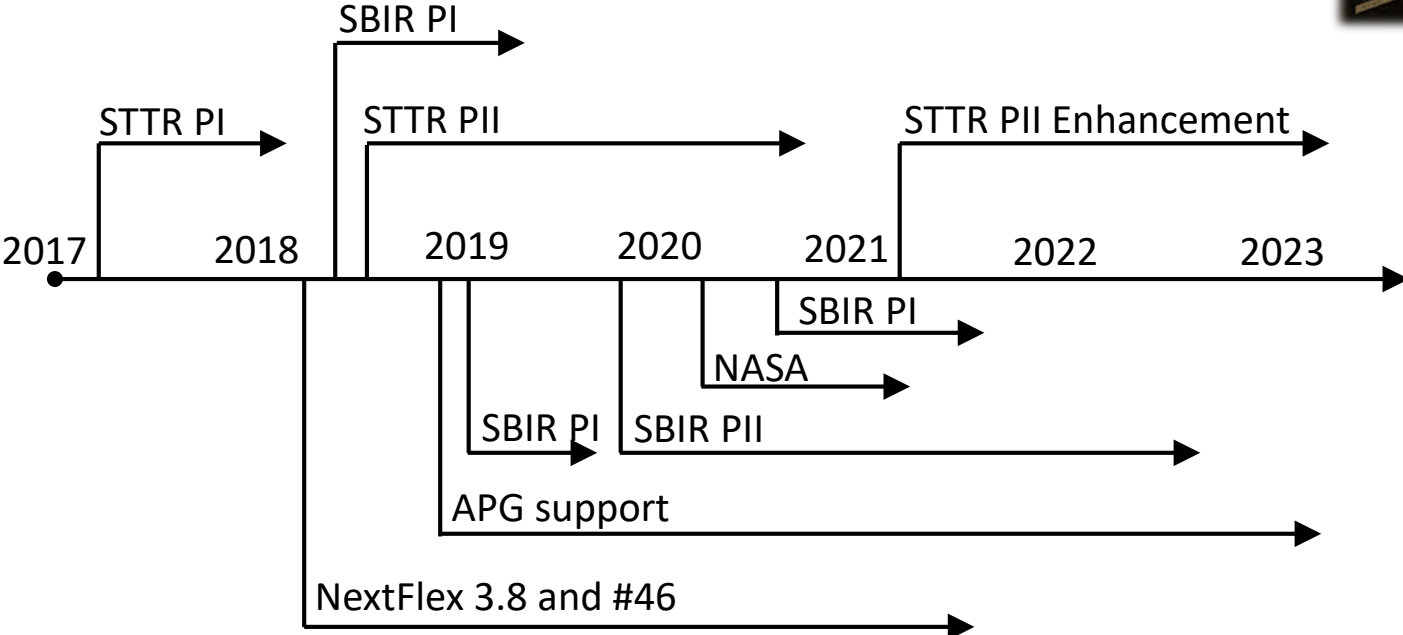 SBIR PI
STTR PI
STTR PII
STTR PII Enhancement
2017
2018
2019
2020
2021
2022
2023
SBIR PI
NASA
SBIR PI
SBIR PII
APG support
NextFlex 3.8 and #46